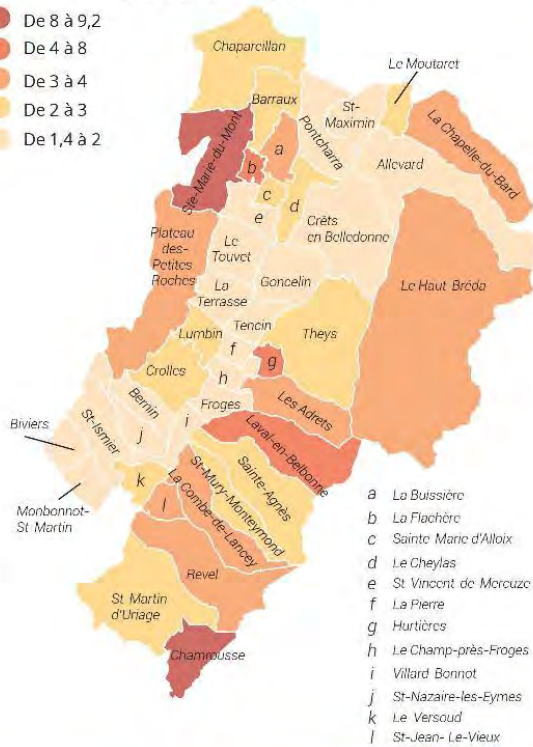 De 8 à 9,2
De 4 à 8
De 3 à 4
De 2 à 3
De 1,4 à 2
Chapareillan
Le Moutaret
Barraux
St-
Maximin
Pontcharra
La Chapelle-du-Bard
Ste-Marie-du-Mont
a
b
Allevard
c
d
e
Crêts
en Belledonne
Plateau
des-
Petites
Roches
Le
Touvet
Goncelin
Le Haut Bréda
La
Terrasse
Lumbin
Tencin
Theys
f
g
Crolles
h
Les Adrets
Bernin
Froges
St-Ismier
i
j
Biviers
Laval-en-Belbonne
k
Sainte-Agnès
St-Mury-Monteymond
La Combe-de-Lancey
l
Monbonnot-
St Martin
Revel
St Martin
d'Uriage
Chamrousse
a La Buissière
b La Flachère
c Sainte Marie d'Alloix
d Le Cheylas
e St Vincent de Mercuze
f La Pierre
g Hurtières
h Le Champ-près-Froges
i Villard Bonnot
j St-Nazaire-les-Eymes
k Le Versoud
l St-Jean- Le-Vieux